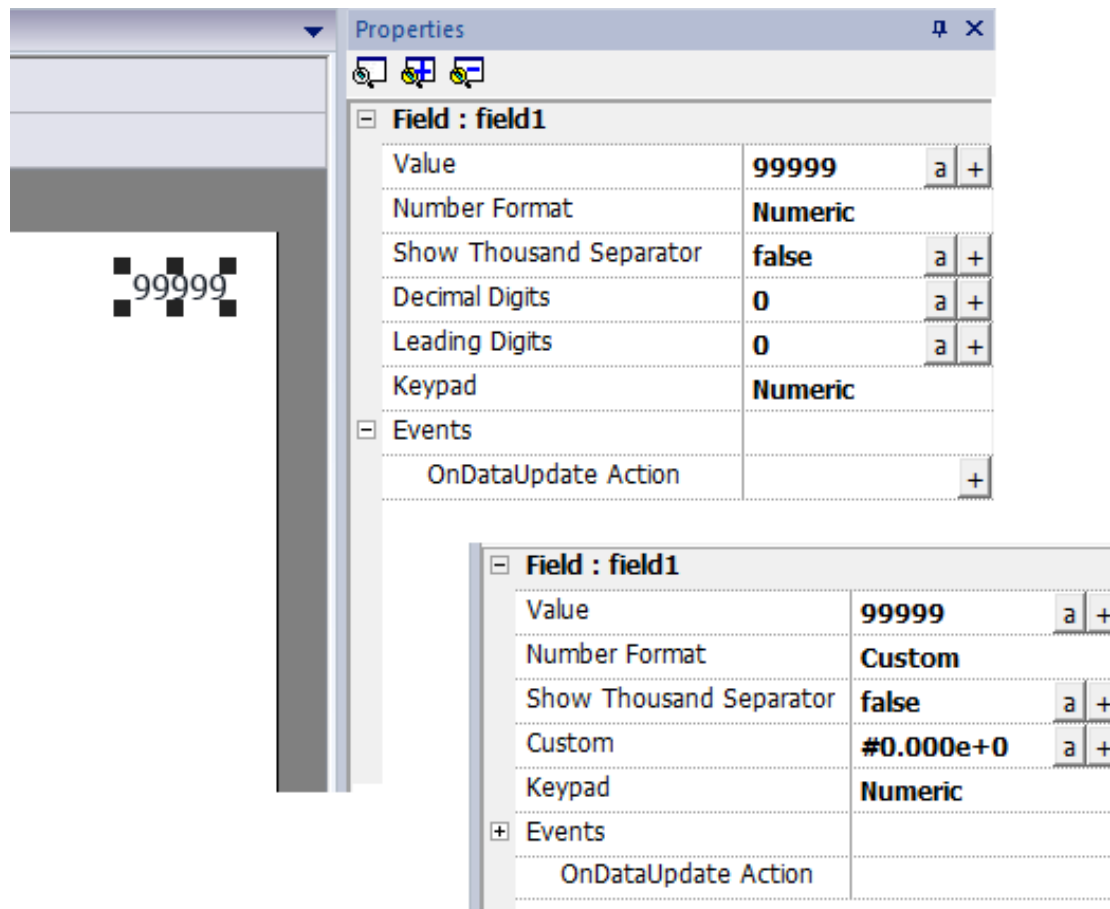 Properties
Field : field1
Value 99999 a +
Number Format Numeric
Show Thousand Separator false a +
99999
Decimal Digits 0 a +
Leading Digits 0 a +
Keypad Numeric
Events
OnDataUpdate Action +
Field : field1
Value 99999 a +
Number Format Custom
Show Thousand Separator false a +
Custom #0.000e+0 a +
Keypad Numeric
Events
OnDataUpdate Action